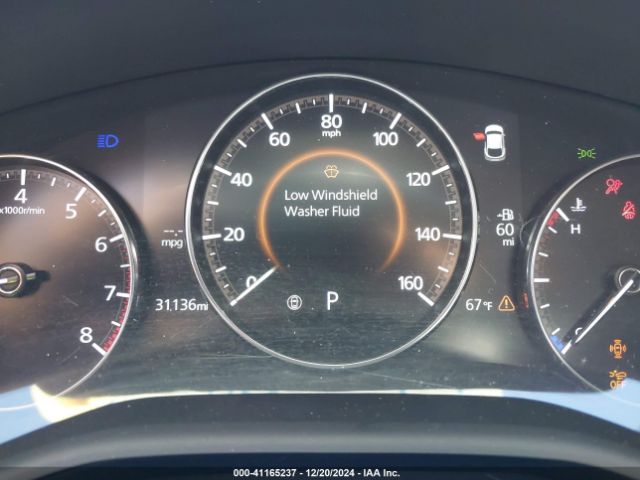 4
x1000r/min
5
6
7
8
--.-
mpg
31,136mi
0
20
40
60
80
mph
100
120
140
160
Low Windshield
Washer Fluid
P
60
mi
67°F
H
C
OFF
000-41165237 - 12/20/2024 - IAA Inc.